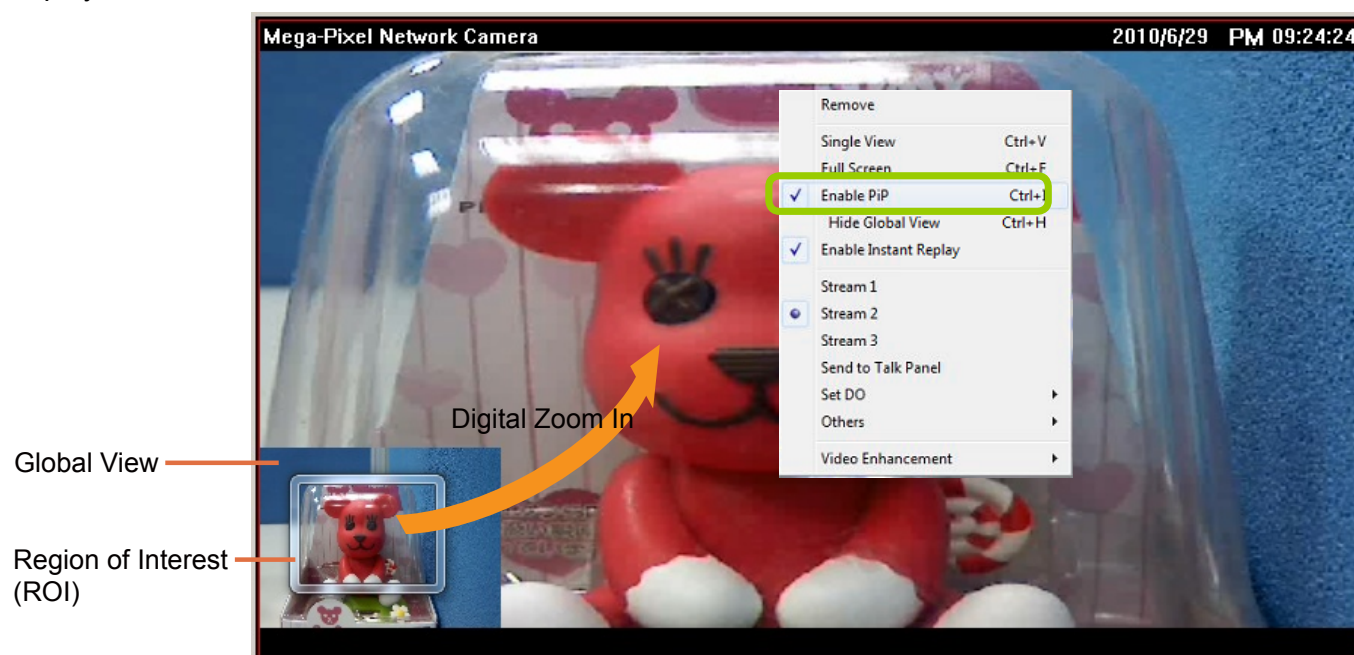 Mega-Pixel Network Camera 2010/6/29 PM 09:24:24
Remove
Single View Ctrl+V
Full Screen Ctrl+F
Enable PiP Ctrl+I
Hide Global View Ctrl+H
Enable Instant Replay
Stream 1
Stream 2
Stream 3
Send to Talk Panel
Set DO
Others
Video Enhancement
Digital Zoom In
Global View
Region of Interest
(ROI)